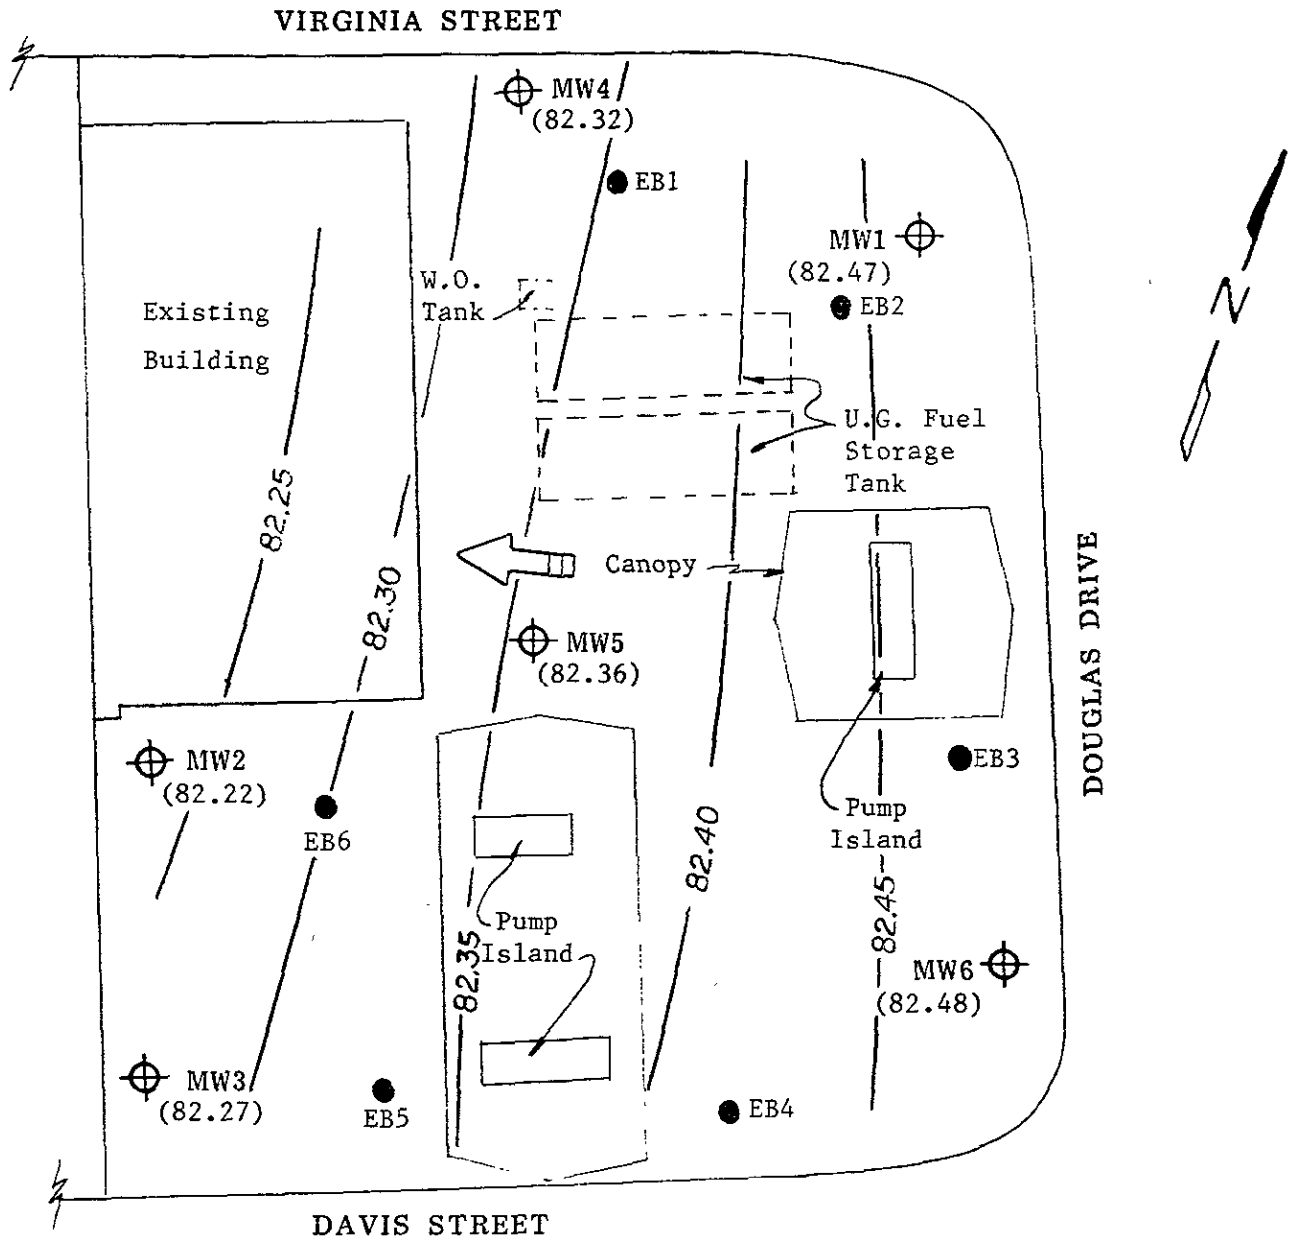 VIRGINIA STREET
MW4
(82.32)
EB1
MW1
(82.47)
EB2
W.O.
Tank
Existing
Building
N
U.G. Fuel
Storage
Tank
82.25
82.30
Canopy
MW5
(82.36)
DOUGLAS DRIVE
MW2
(82.22)
EB6
EB3
Pump
Island
82.40
82.45
Pump
Island
82.35
MW6
(82.48)
MW3
(82.27)
EB5
EB4
DAVIS STREET